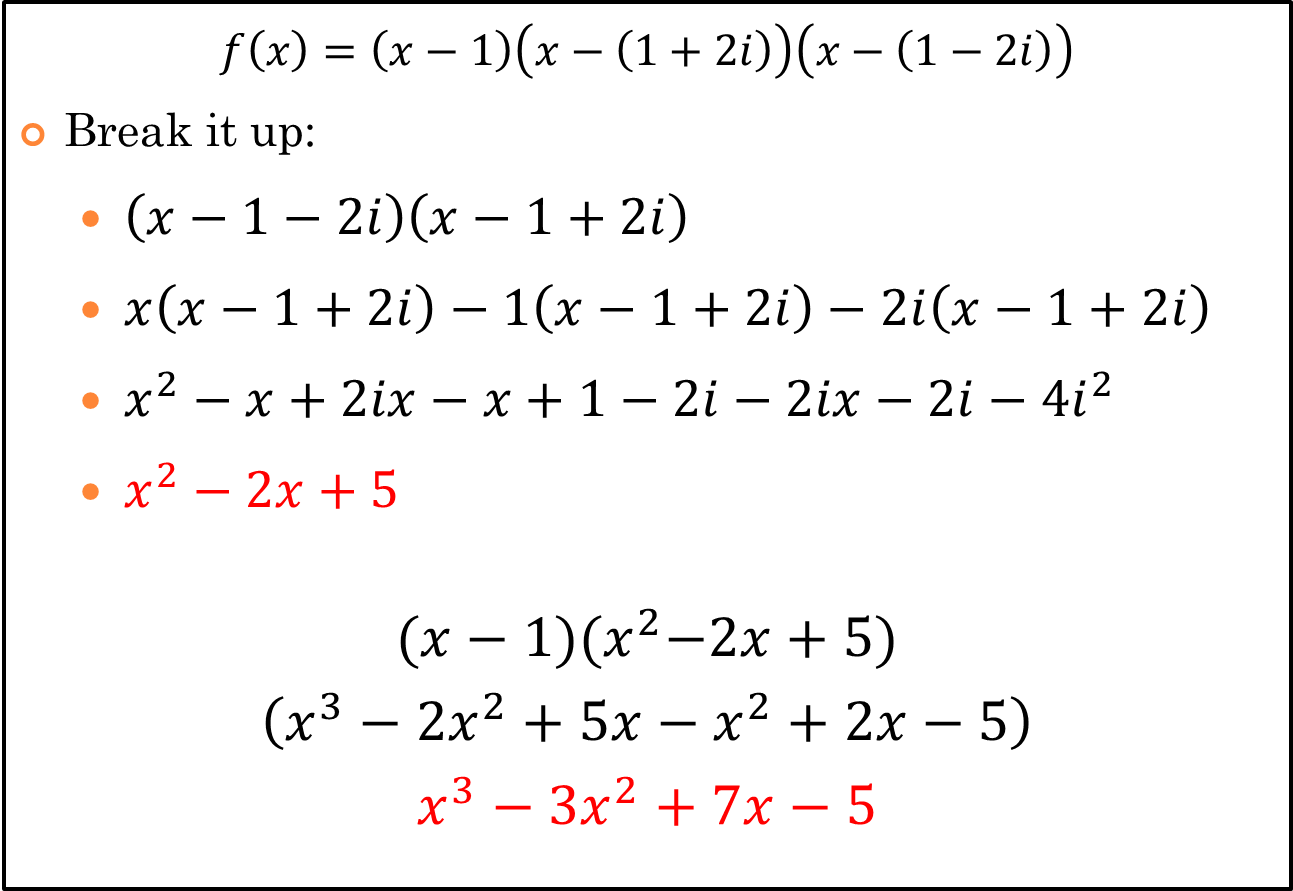 f(x) = (x − 1)(x − (1 + 2i))(x − (1 − 2i))
Break it up:
(x − 1 − 2i)(x − 1 + 2i)
x(x − 1 + 2i) − 1(x − 1 + 2i) − 2i(x − 1 + 2i)
x² − x + 2ix − x + 1 − 2i − 2ix − 2i − 4i²
x² − 2x + 5
(x − 1)(x²−2x + 5)
(x³ − 2x² + 5x − x² + 2x − 5)
x³ − 3x² + 7x − 5